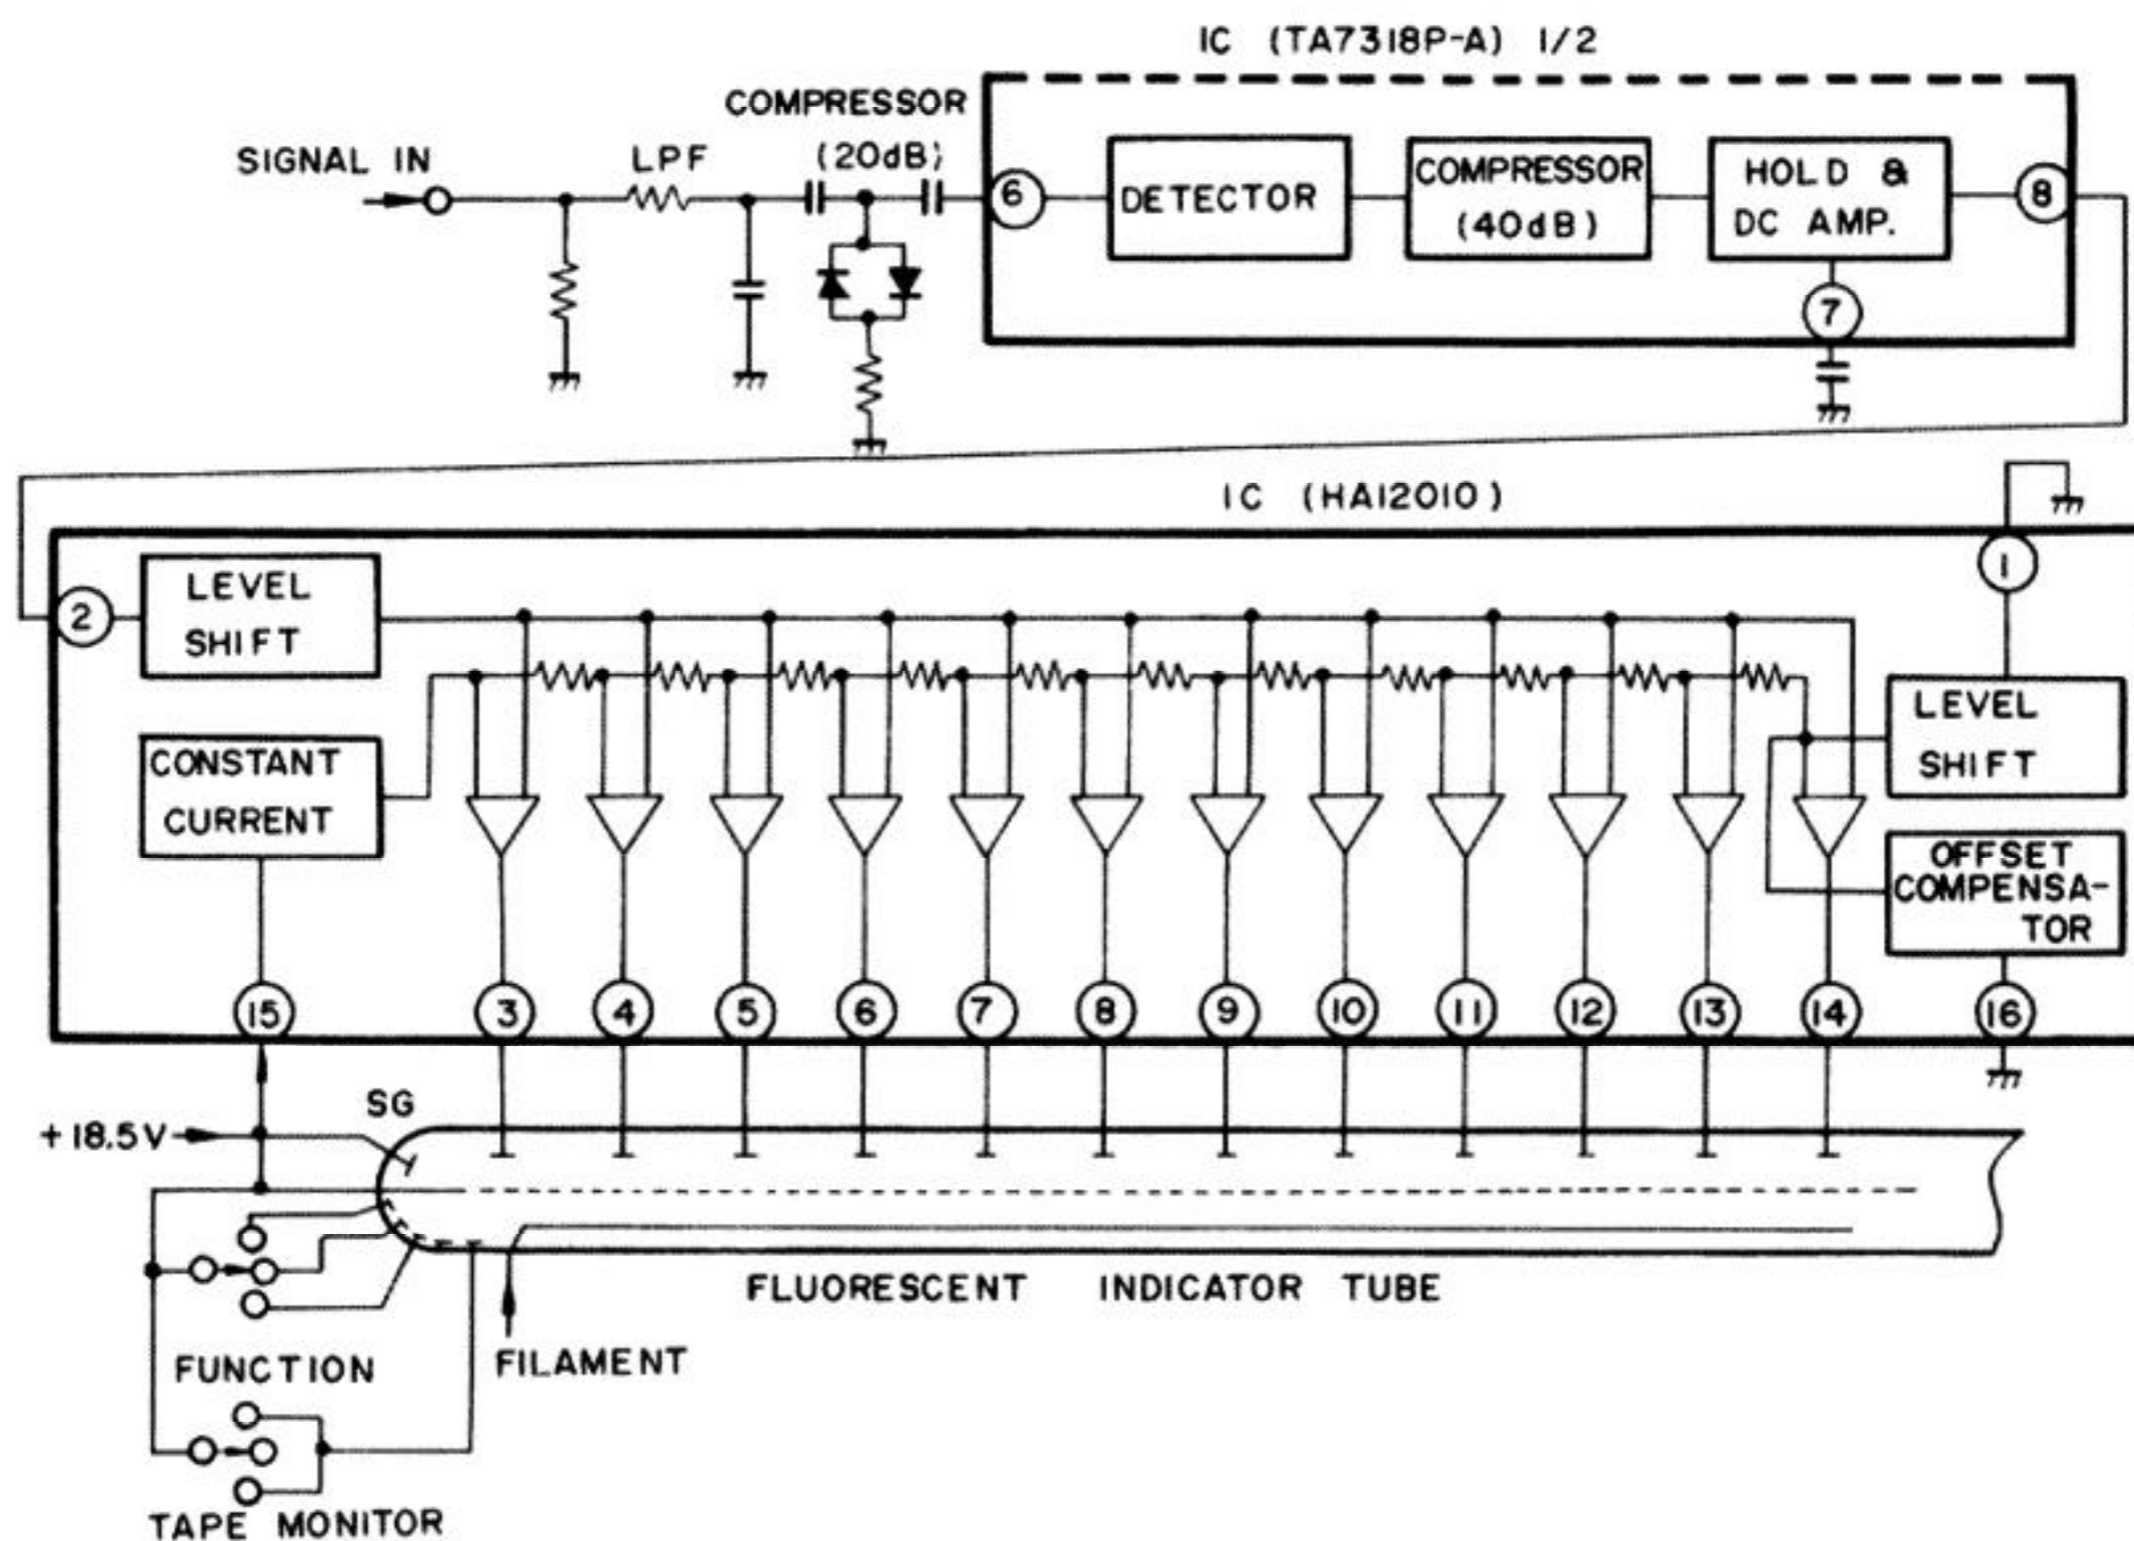 IC (TA7318P-A) 1/2
COMPRESSOR
(20dB)
SIGNAL IN
LPF
6
DETECTOR
COMPRESSOR
(40dB)
HOLD &
DC AMP.
8
7
IC (HA12010)
1
2
LEVEL
SHIFT
LEVEL
SHIFT
CONSTANT
CURRENT
OFFSET
COMPENSA-
TOR
15
3
4
5
6
7
8
9
10
11
12
13
14
16
SG
+18.5V
FLUORESCENT INDICATOR TUBE
FILAMENT
FUNCTION
TAPE MONITOR